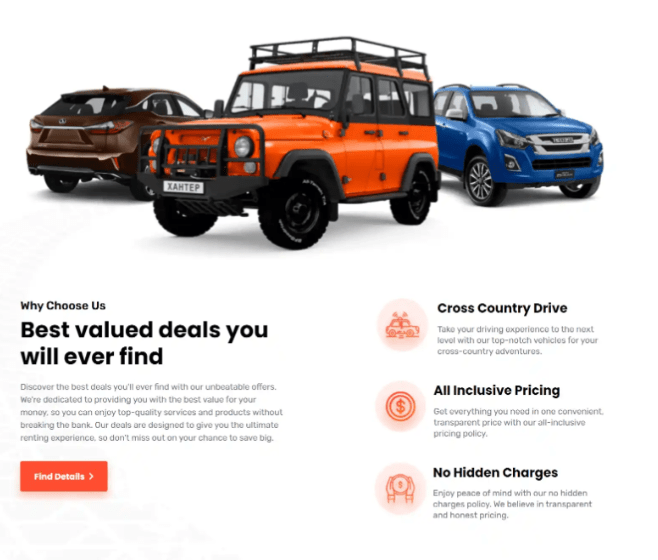 ХАНТЕР
Why Choose Us
Best valued deals you
will ever find
Discover the best deals you'll ever find with our unbeatable offers.
We're dedicated to providing you with the best value for your
money, so you can enjoy top-quality services and products without
breaking the bank. Our deals are designed to give you the ultimate
renting experience, so don't miss out on your chance to save big.
Find Details
Cross Country Drive
Take your driving experience to the next
level with our top-notch vehicles for your
cross-country adventures.
All Inclusive Pricing
Get everything you need in one convenient,
transparent price with our all-inclusive
pricing policy.
No Hidden Charges
Enjoy peace of mind with our no hidden
charges policy. We believe in transparent
and honest pricing.